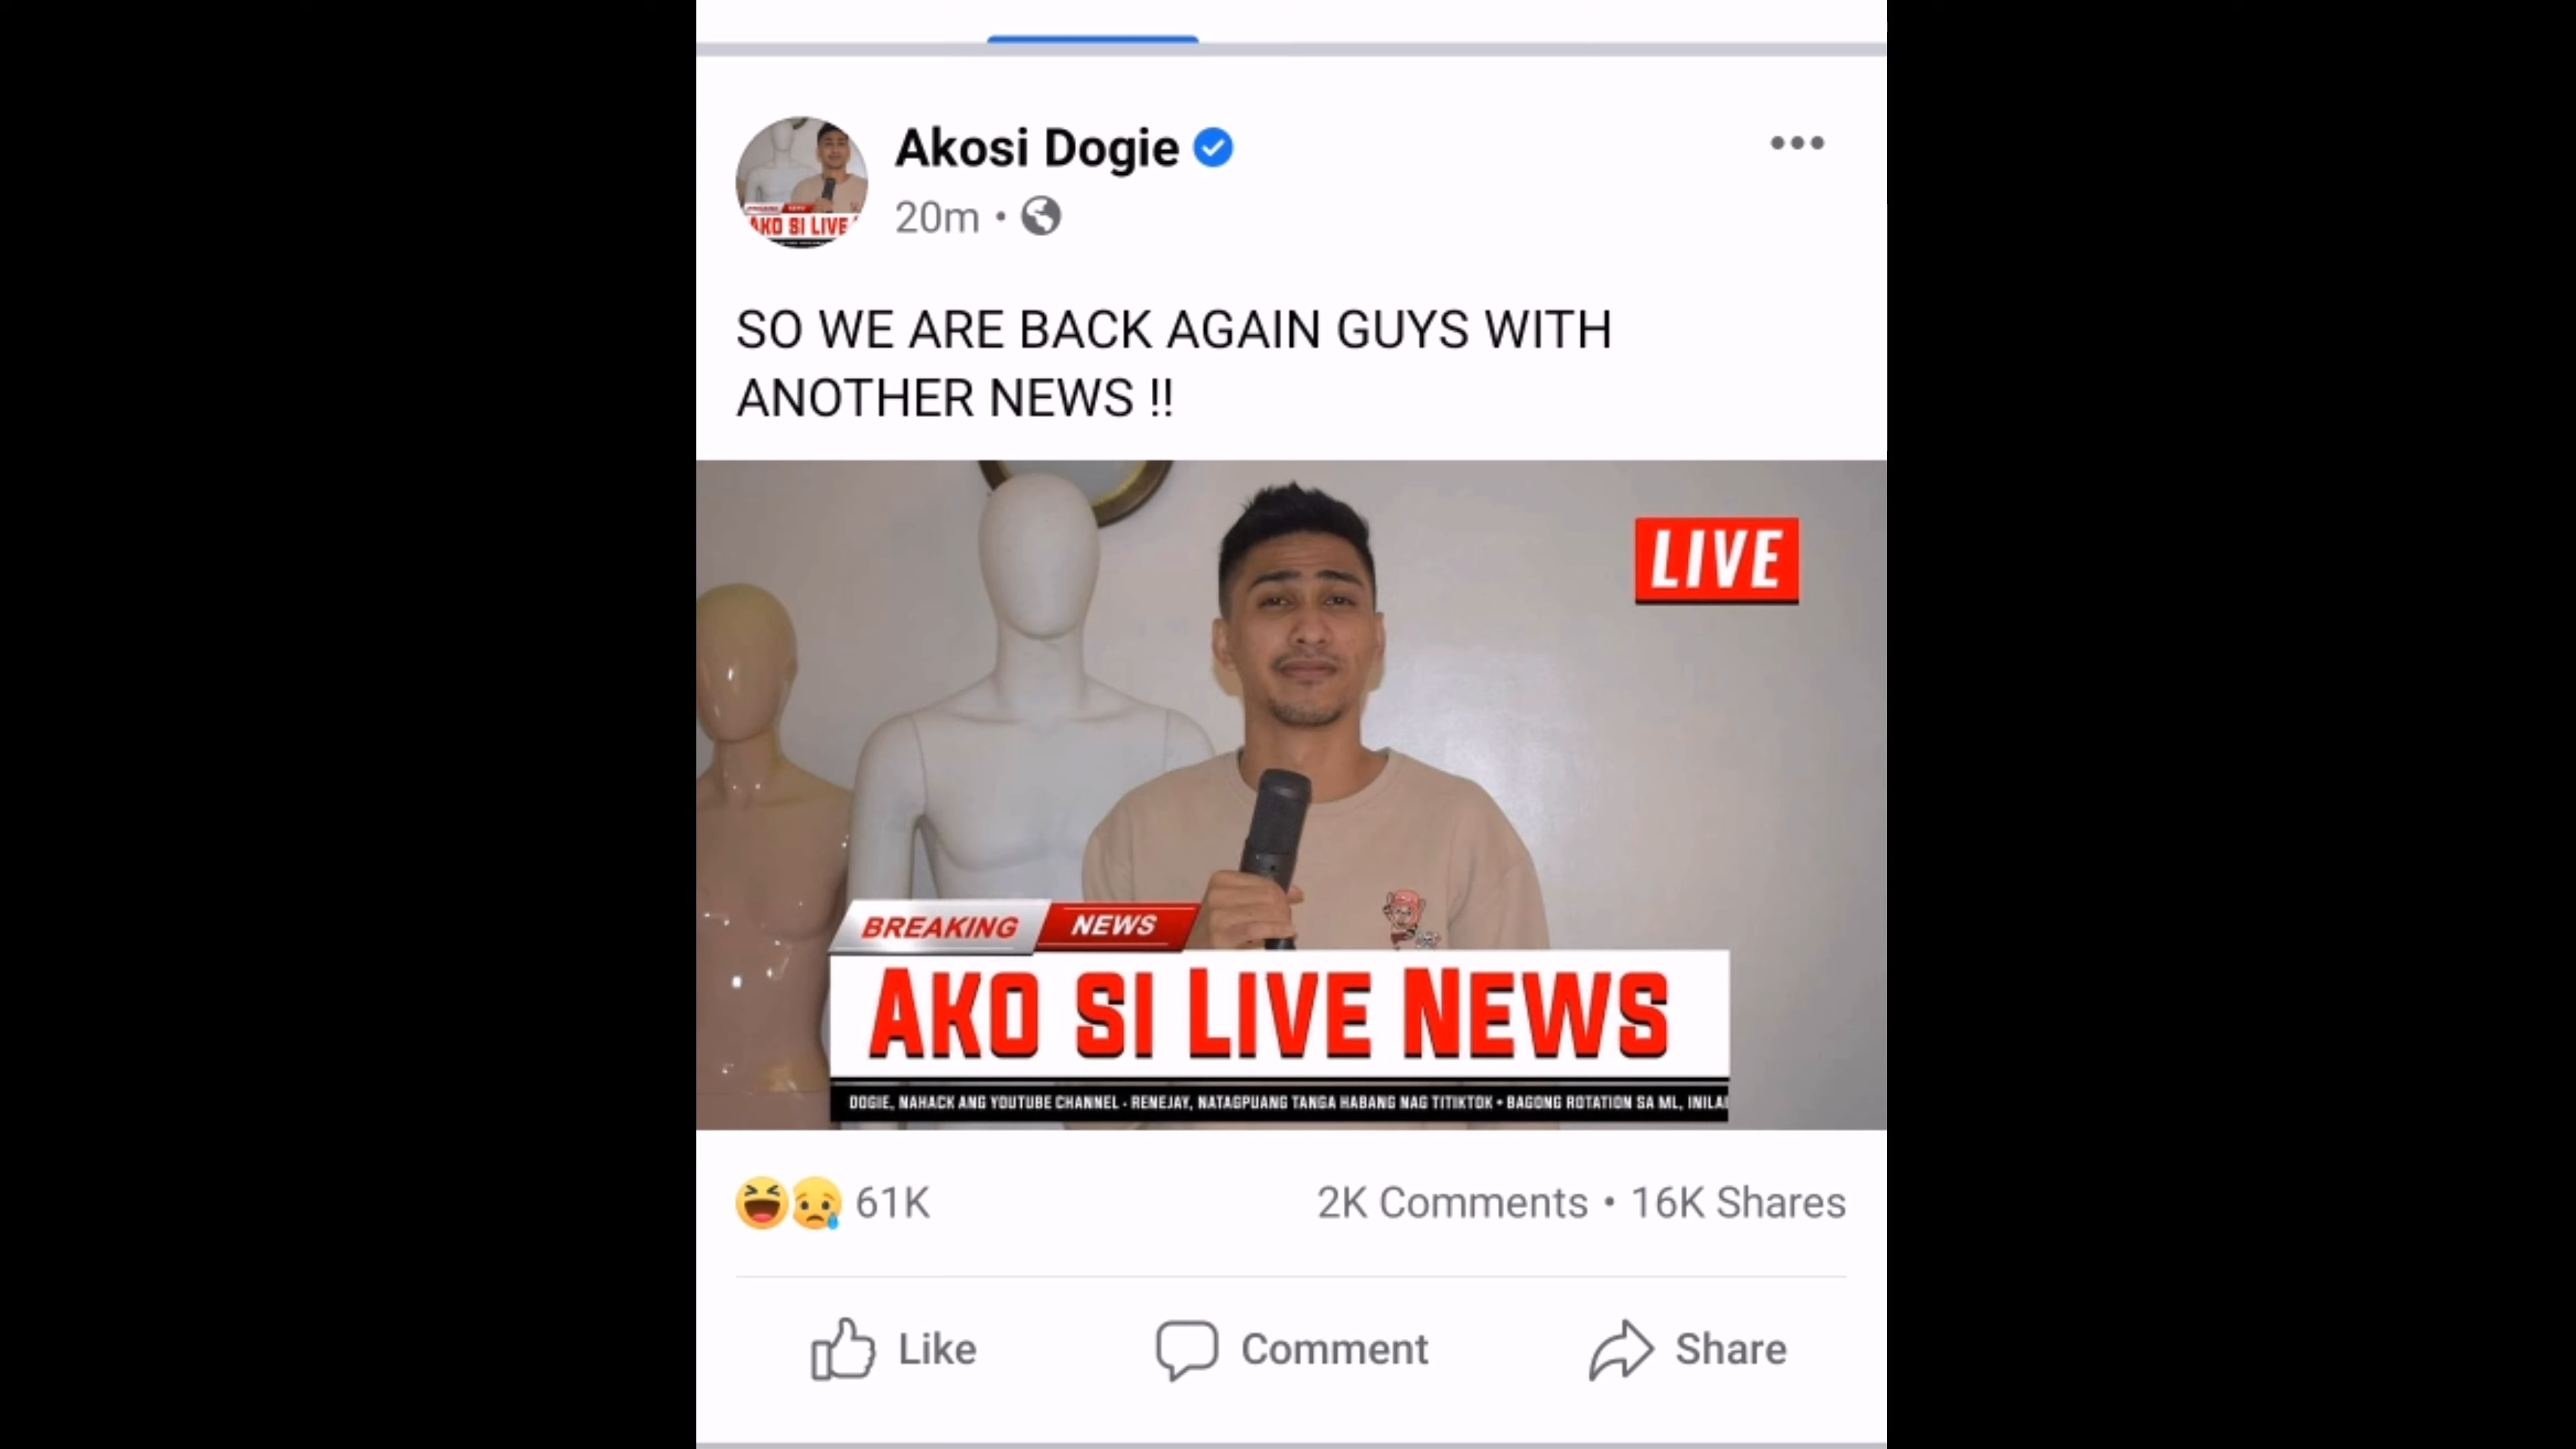 Akosi Dogie
20m •
SO WE ARE BACK AGAIN GUYS WITH
ANOTHER NEWS !!
LIVE
BREAKING NEWS
AKO SI LIVE NEWS
DOGIE, NAHACK ANG YOUTUBE CHANNEL - RENEJAY, NATAGPUANG TANGA HABANG NAG TITIKTOK • BAGONG ROTATION SA ML,
61K
2K Comments • 16K Shares
Like
Comment
Share